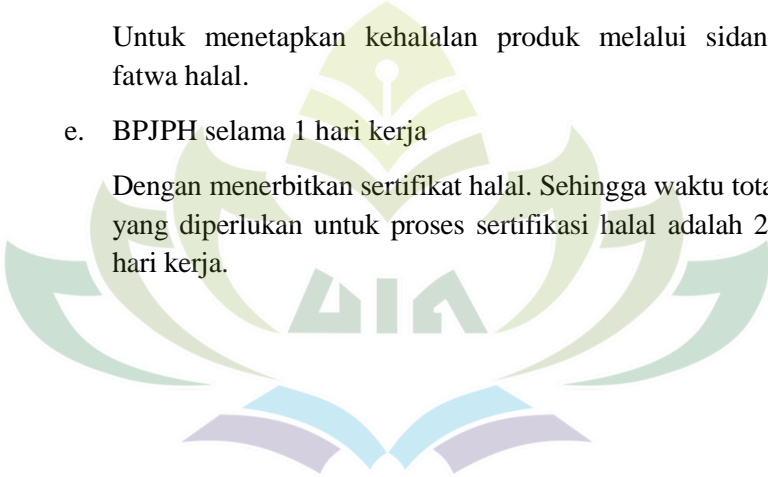 Untuk menetapkan kehalalan produk melalui sidan
fatwa halal.
e. BPJPH selama 1 hari kerja
Dengan menerbitkan sertifikat halal. Sehingga waktu tota
yang diperlukan untuk proses sertifikasi halal adalah 2
hari kerja.
UIN